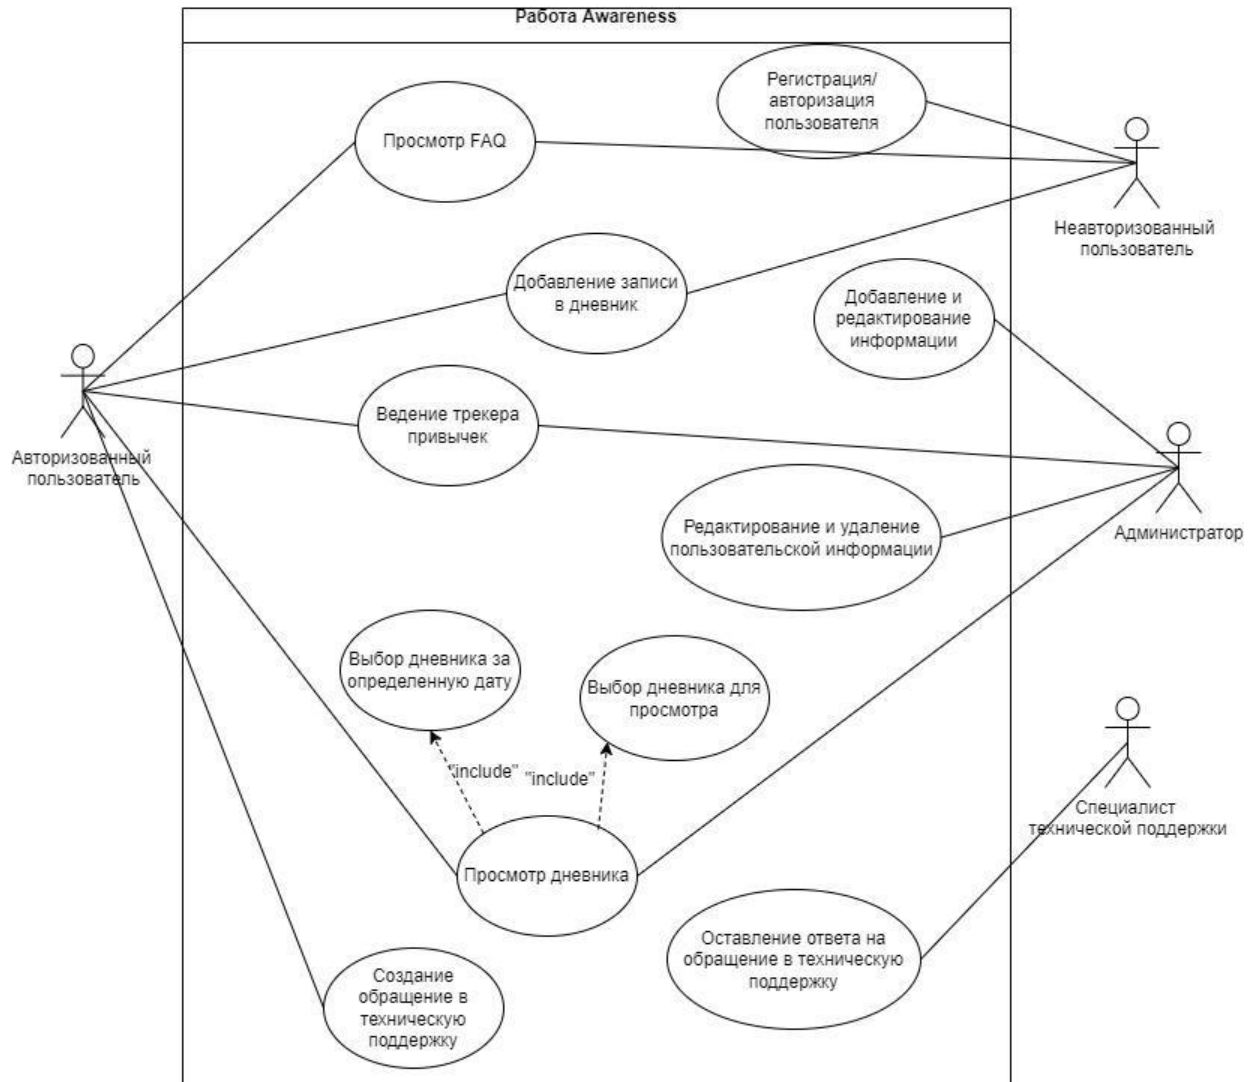 Работа Awareness
Регистрация/
авторизация
пользователя
Просмотр FAQ
Неавторизованный
пользователь
Добавление записи
в дневник
Добавление и
редактирование
информации
Ведение трекера
привычек
Авторизованный
пользователь
Редактирование и удаление
пользовательской информации
Администратор
Выбор дневника за
определенную дату
Выбор дневника для
просмотра
"include"
"include"
Специалист
технической поддержки
Просмотр дневника
Оставление ответа на
обращение в техническую
поддержку
Создание
обращение в
техническую
поддержку